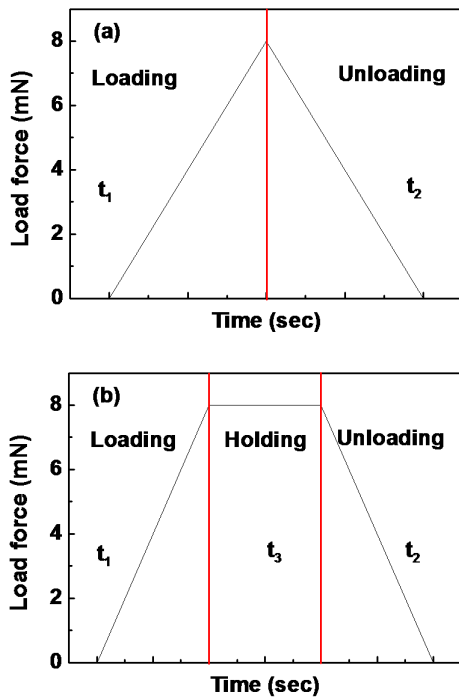 (a)
Loading
Unloading
t₁
t₂
8
6
4
2
0
Load force (mN)
Time (sec)
(b)
Loading
Holding
Unloading
t₁
t₃
t₂
8
6
4
2
0
Load force (mN)
Time (sec)